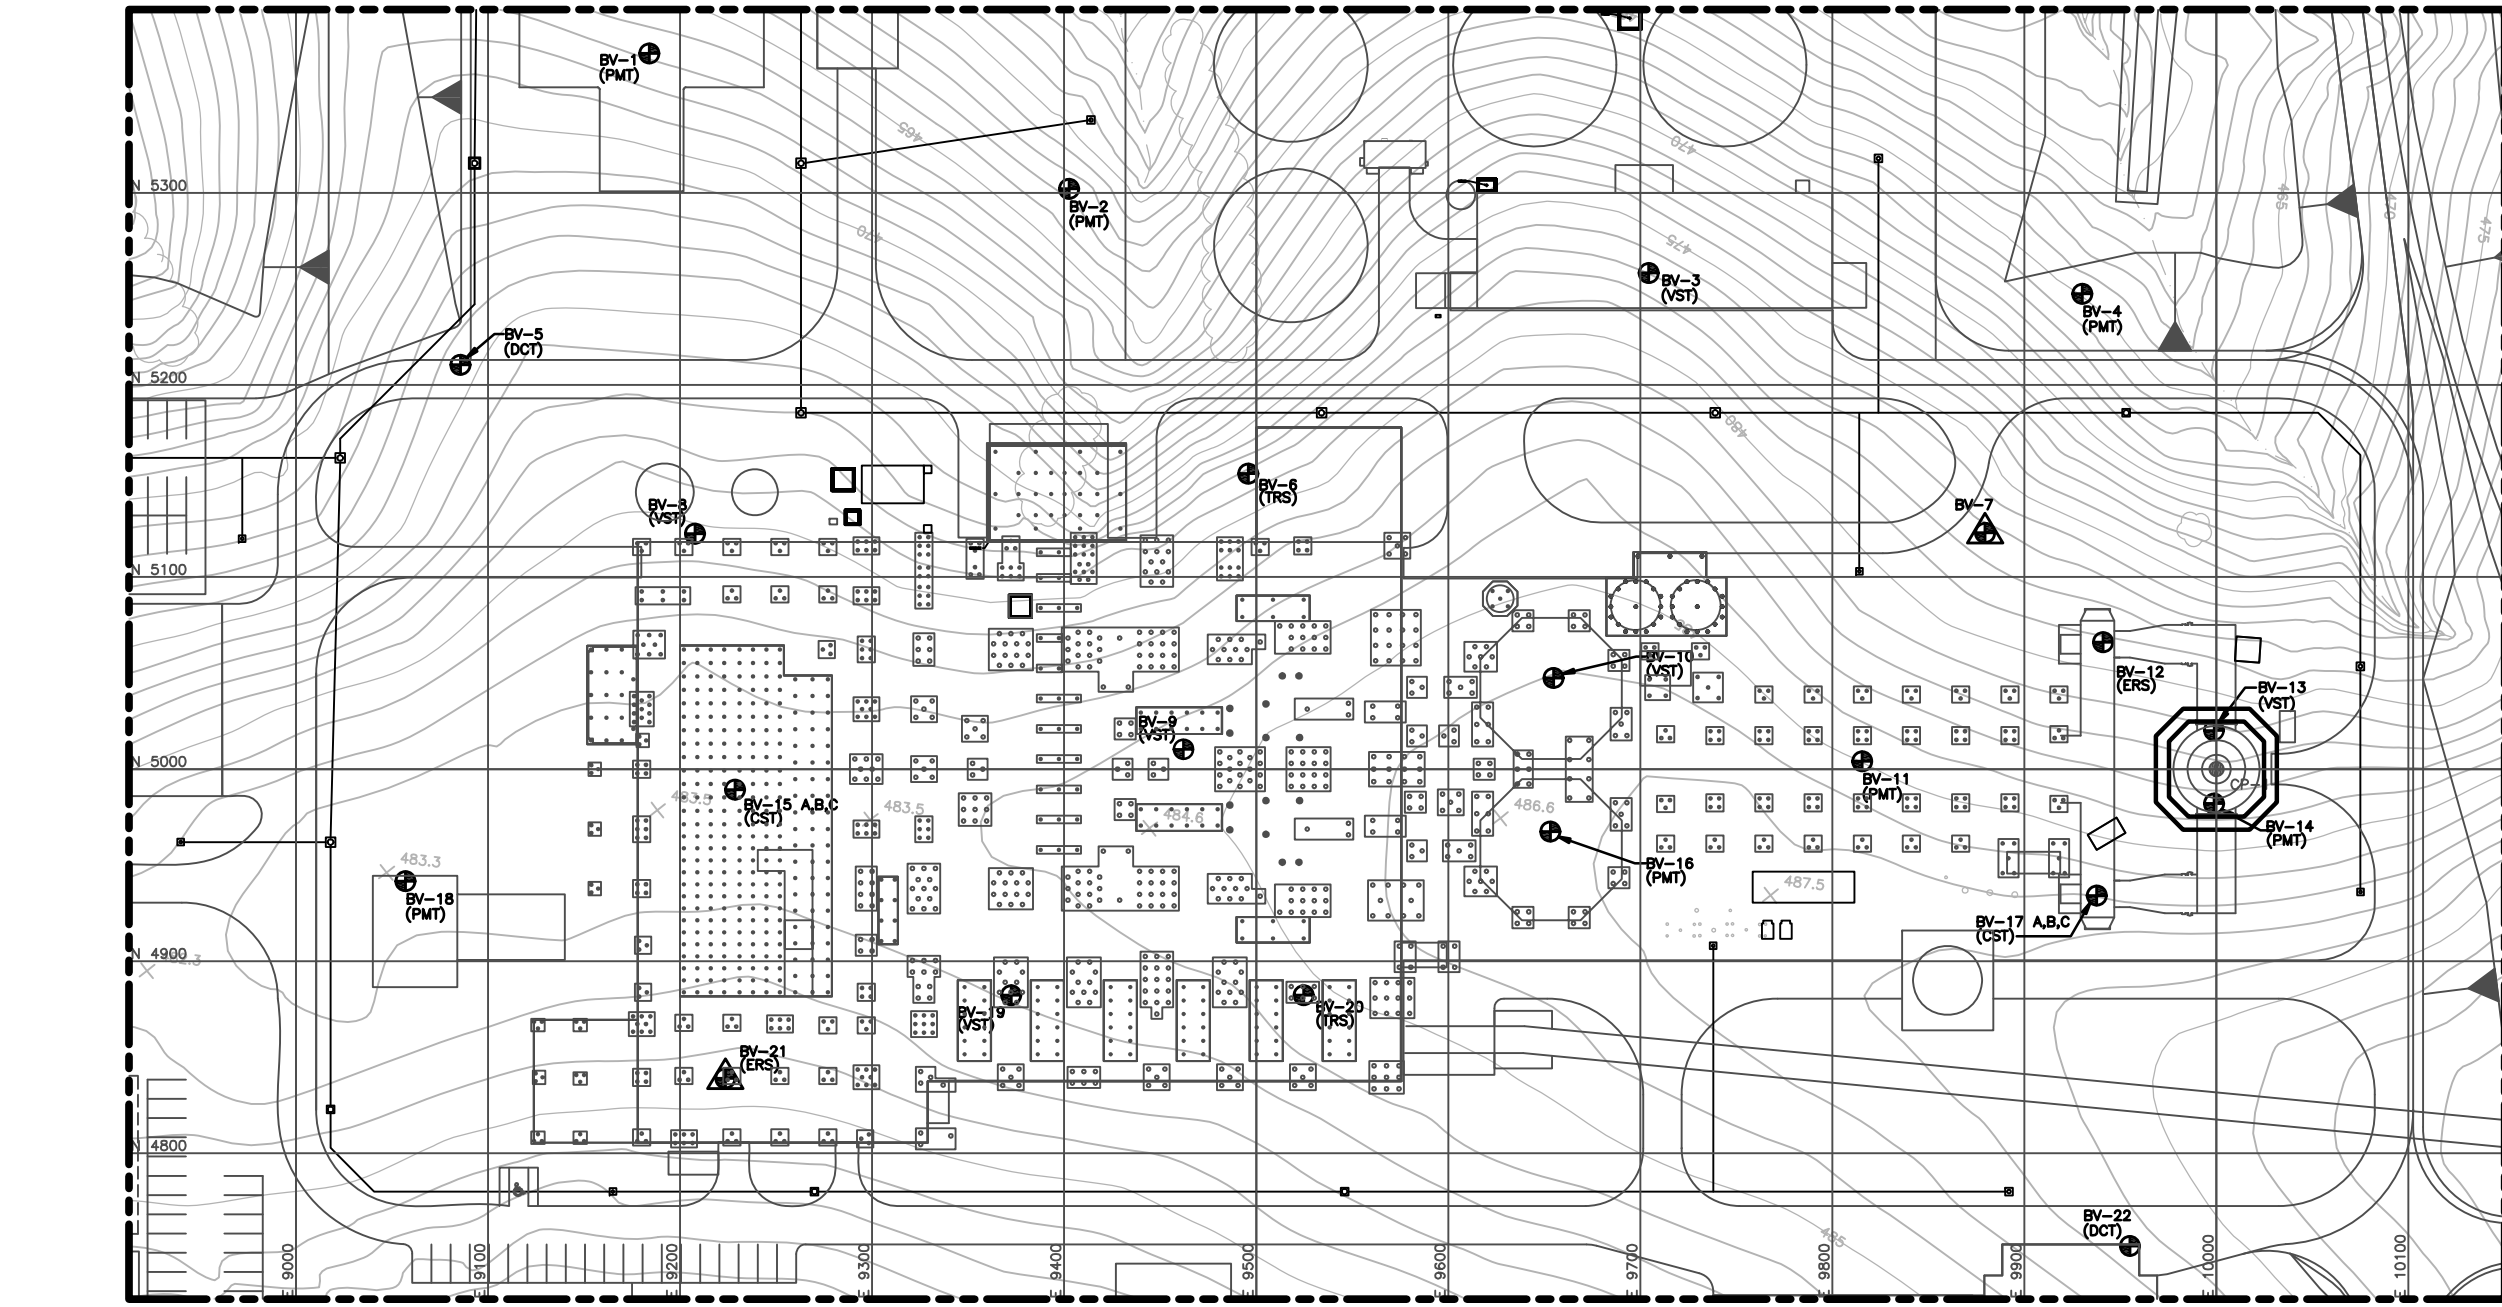 BV-1
(PMT)
465
470
N 5300
BV-2
(PMT)
465
470
475
475
BV-3
(VST)
BV-4
(PMT)
BV-5
(DCT)
N 5200
480
BV-6
(TRS)
BV-7
BV-8
(VST)
N 5100
BV-10
(VST)
BV-12
(ERS)
BV-13
(VST)
BV-9
(VST)
N 5000
BV-11
(PMT)
CP-
BV-15 A,B,C
(CST)
483.5
483.5
484.6
486.6
BV-14
(PMT)
483.3
BV-16
(PMT)
487.5
BV-18
(PMT)
BV-17 A,B,C
(CST)
N 4900
BV-19
(VST)
BV-20
(TRS)
BV-21
(ERS)
N 4800
BV-22
(DCT)
485
E 9000
E 9100
E 9200
E 9300
E 9400
E 9500
E 9600
E 9700
E 9800
E 9900
E 10000
E 10100